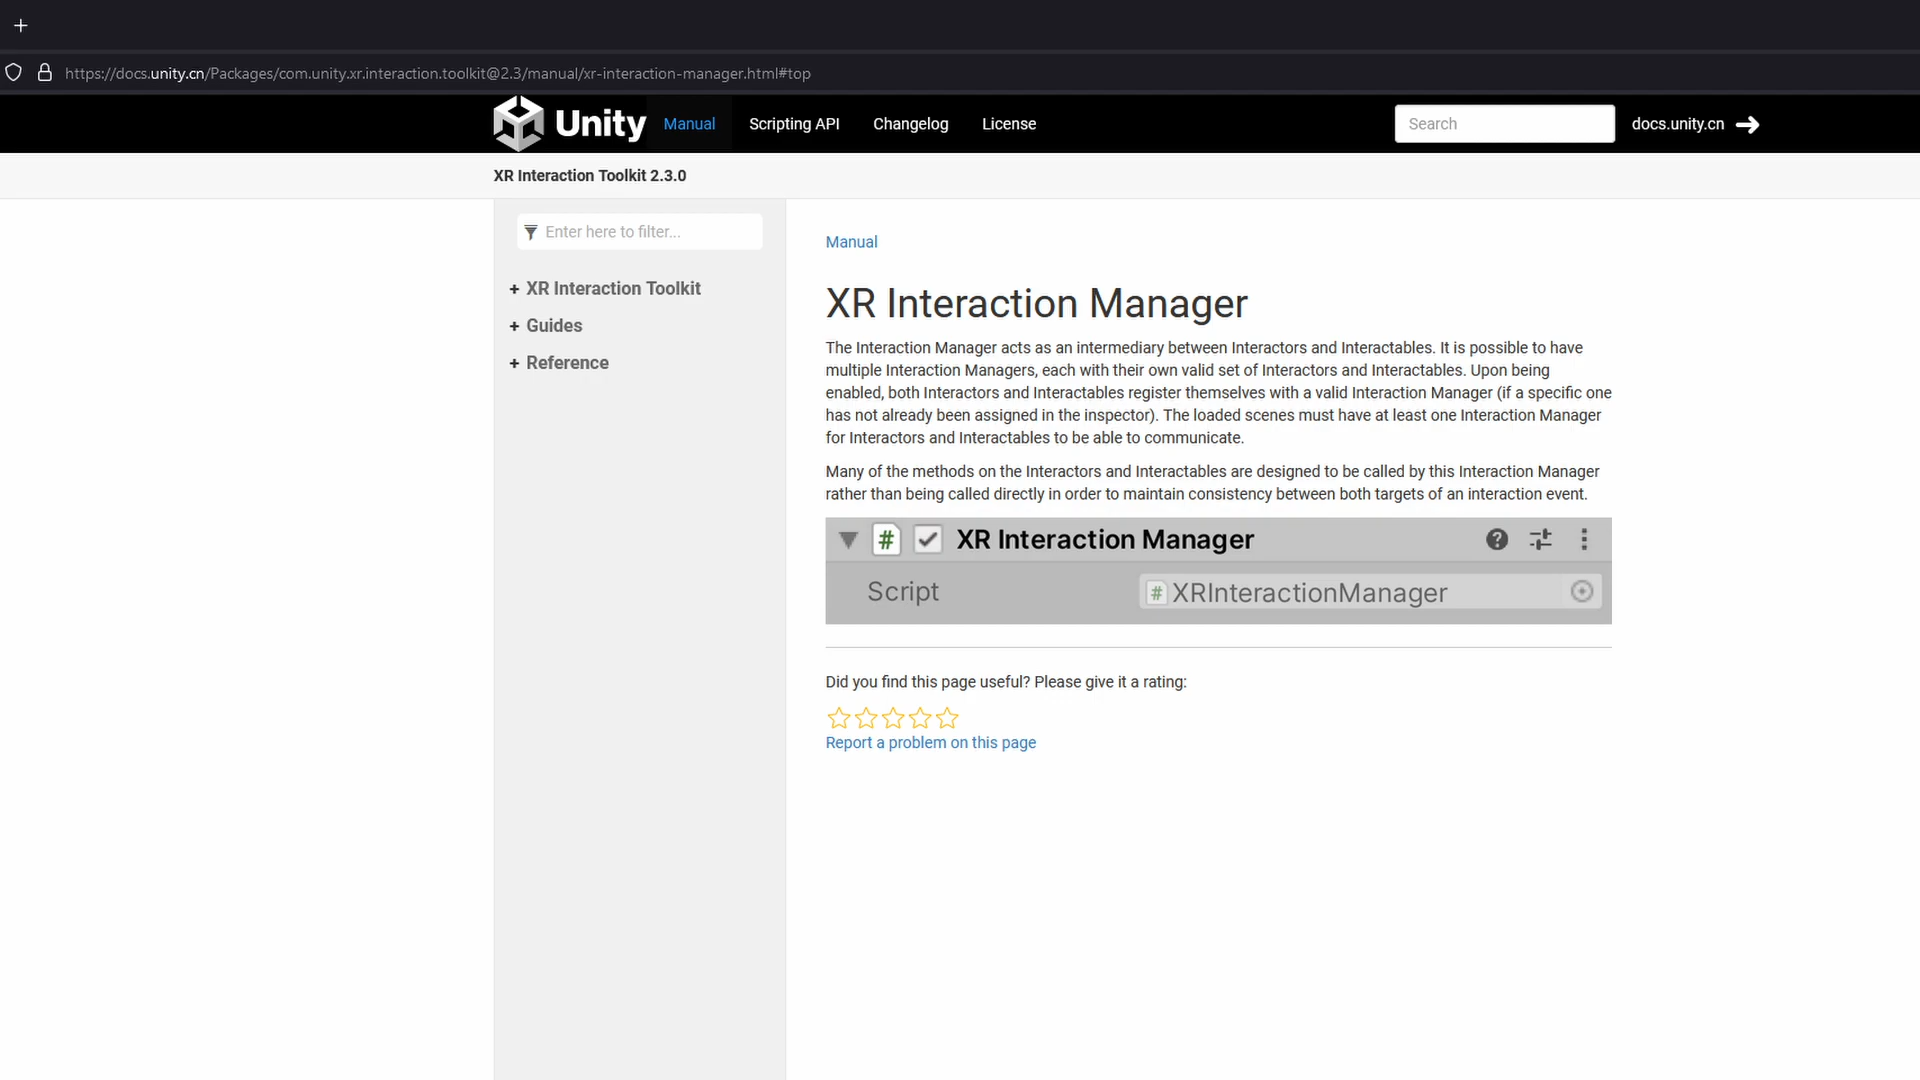 https://docs.unity.cn/Packages/com.unity.xr.interaction.toolkit@2.3/manual/xr-interaction-manager.html#top
Unity Manual Scripting API Changelog License Search docs.unity.cn
XR Interaction Toolkit 2.3.0
Enter here to filter...
+ XR Interaction Toolkit
+ Guides
+ Reference
Manual
XR Interaction Manager
The Interaction Manager acts as an intermediary between Interactors and Interactables. It is possible to have
multiple Interaction Managers, each with their own valid set of Interactors and Interactables. Upon being
enabled, both Interactors and Interactables register themselves with a valid Interaction Manager (if a specific one
has not already been assigned in the inspector). The loaded scenes must have at least one Interaction Manager
for Interactors and Interactables to be able to communicate.
Many of the methods on the Interactors and Interactables are designed to be called by this Interaction Manager
rather than being called directly in order to maintain consistency between both targets of an interaction event.
# XR Interaction Manager
Script # XRInteractionManager
Did you find this page useful? Please give it a rating:
Report a problem on this page